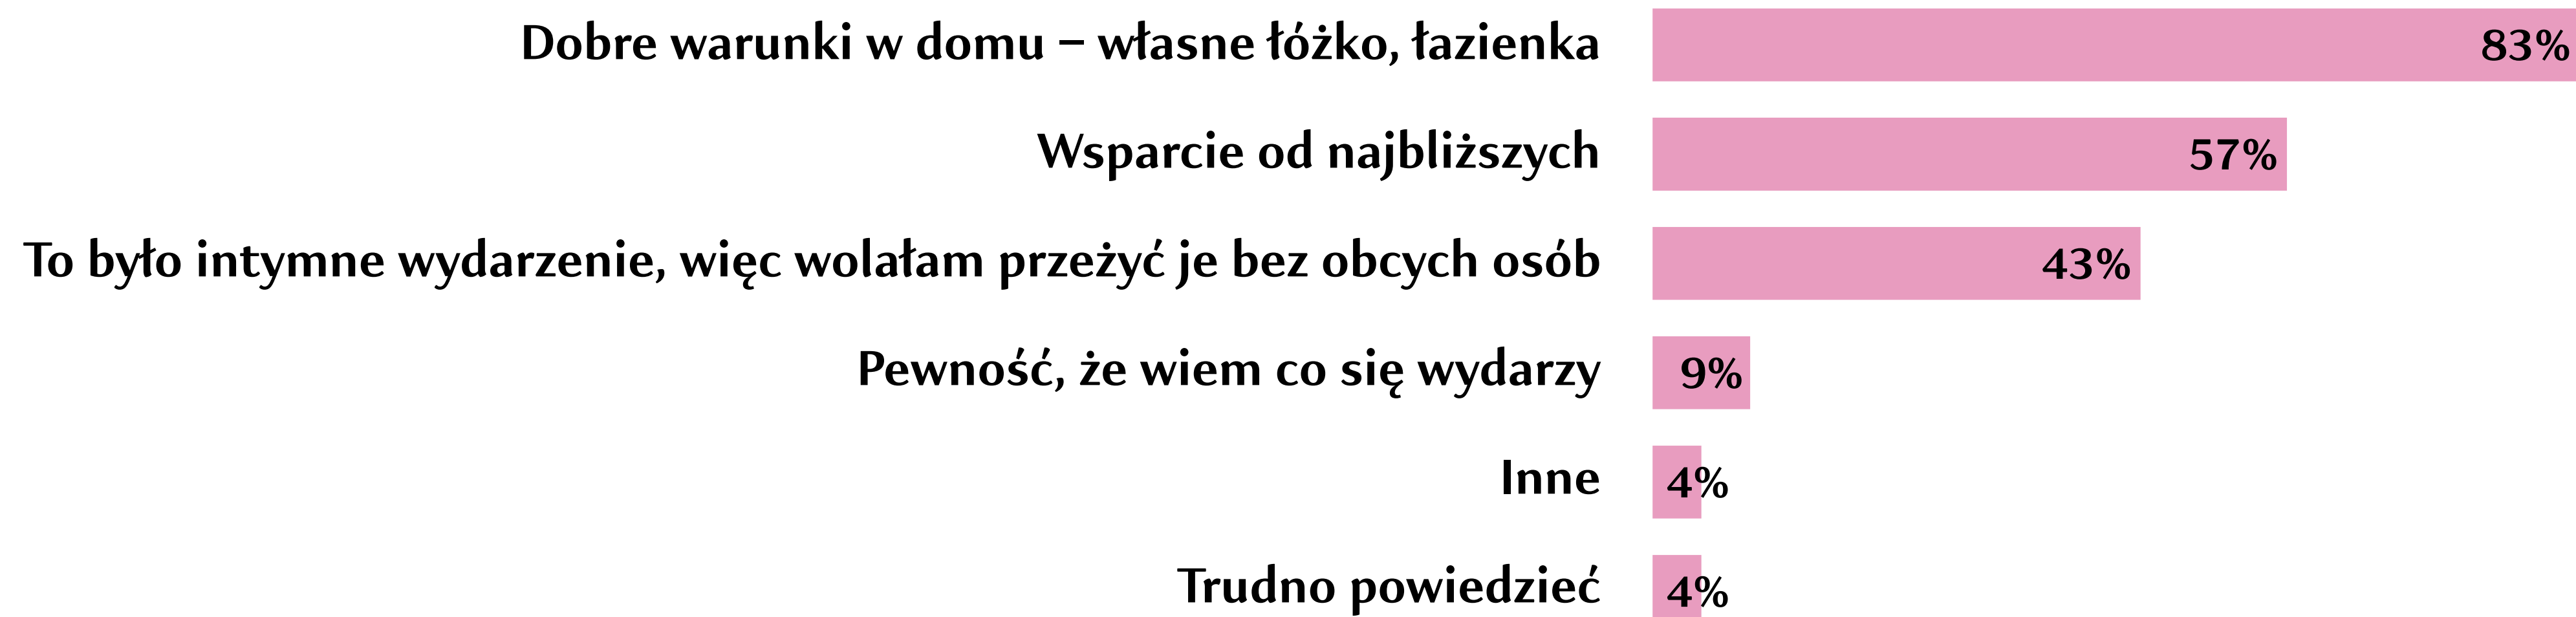 Dobre warunki w domu – własne łóżko, łazienka 83%
Wsparcie od najbliższych 57%
To było intymne wydarzenie, więc wolałam przeżyć je bez obcych osób 43%
Pewność, że wiem co się wydarzy 9%
Inne 4%
Trudno powiedzieć 4%